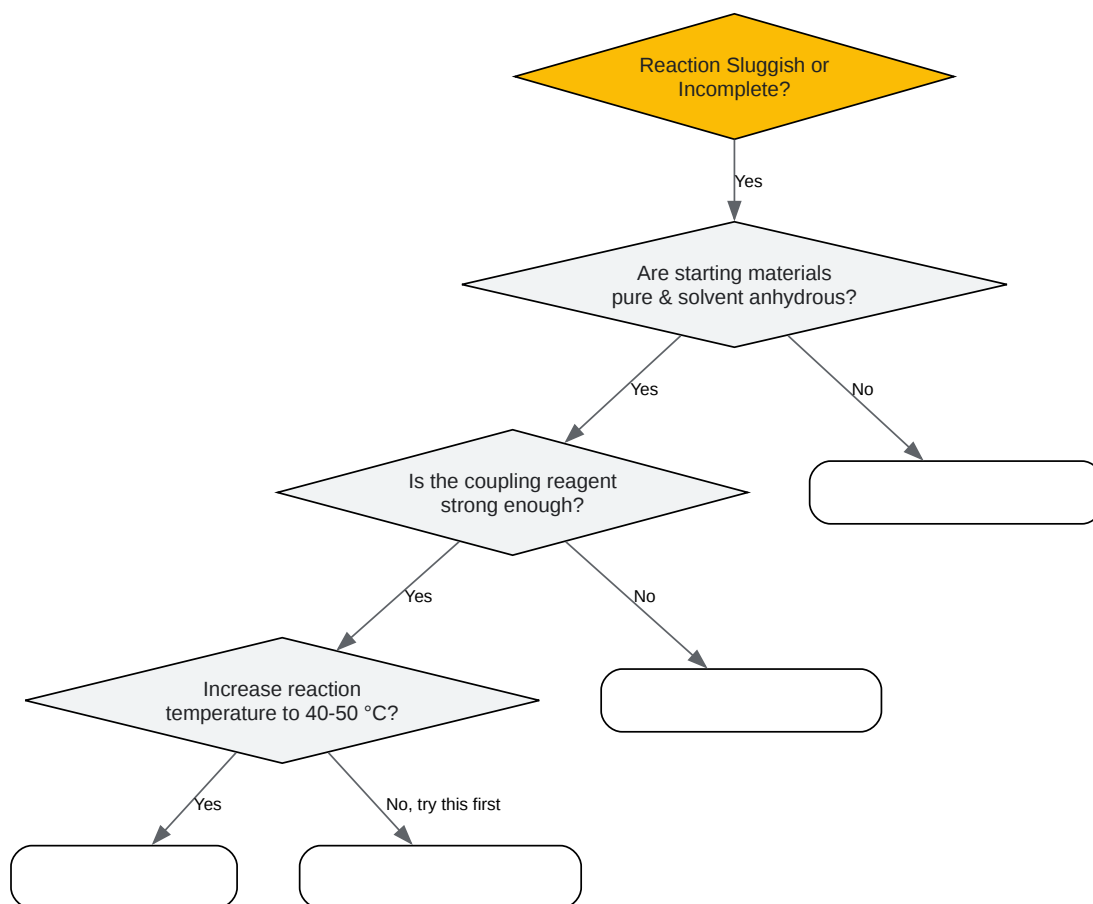 Reaction Sluggish or
Incomplete?
Yes
Are starting materials
pure & solvent anhydrous?
Yes
No
Is the coupling reagent
strong enough?
Yes
No
Increase reaction
temperature to 40-50 °C?
Yes
No, try this first